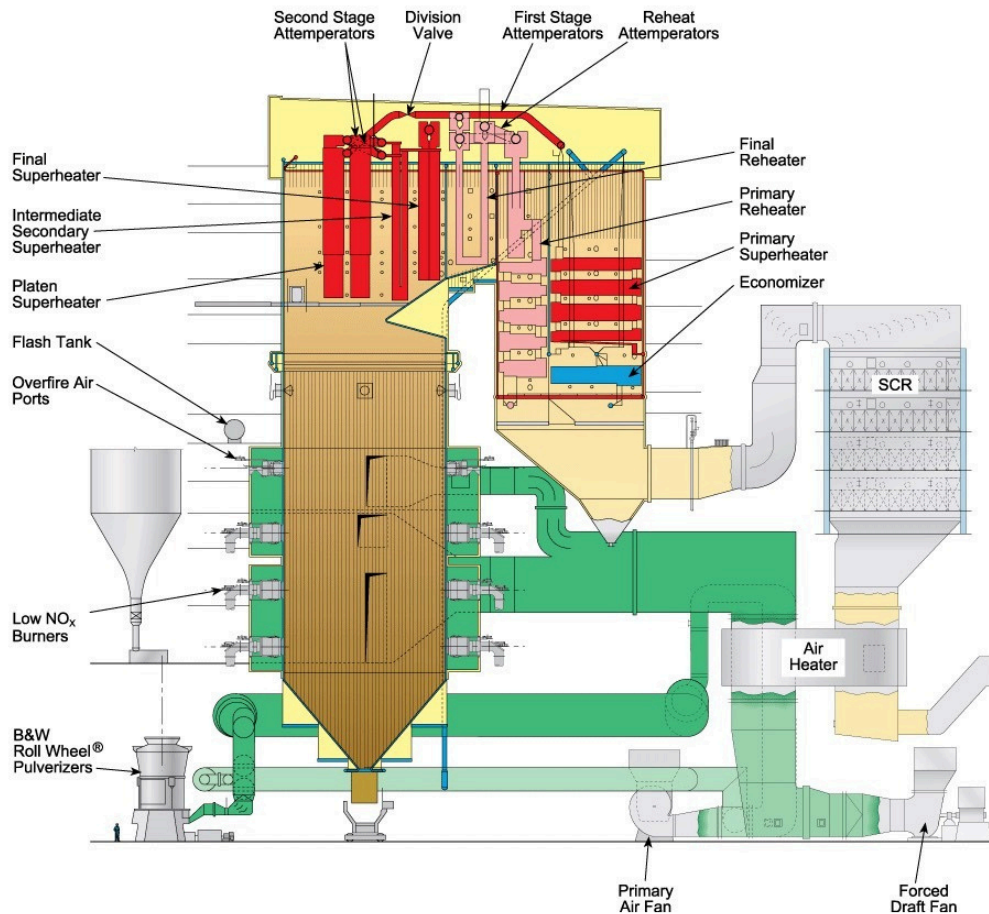 Second Stage
Attemperators
Division
Valve
First Stage
Attemperators
Reheat
Attemperators
Final
Superheater
Intermediate
Secondary
Superheater
Platen
Superheater
Flash Tank
Overfire Air
Ports
Low NOx
Burners
B&W
Roll Wheel®
Pulverizers
Final
Reheater
Primary
Reheater
Primary
Superheater
Economizer
SCR
Air
Heater
Primary
Air Fan
Forced
Draft Fan